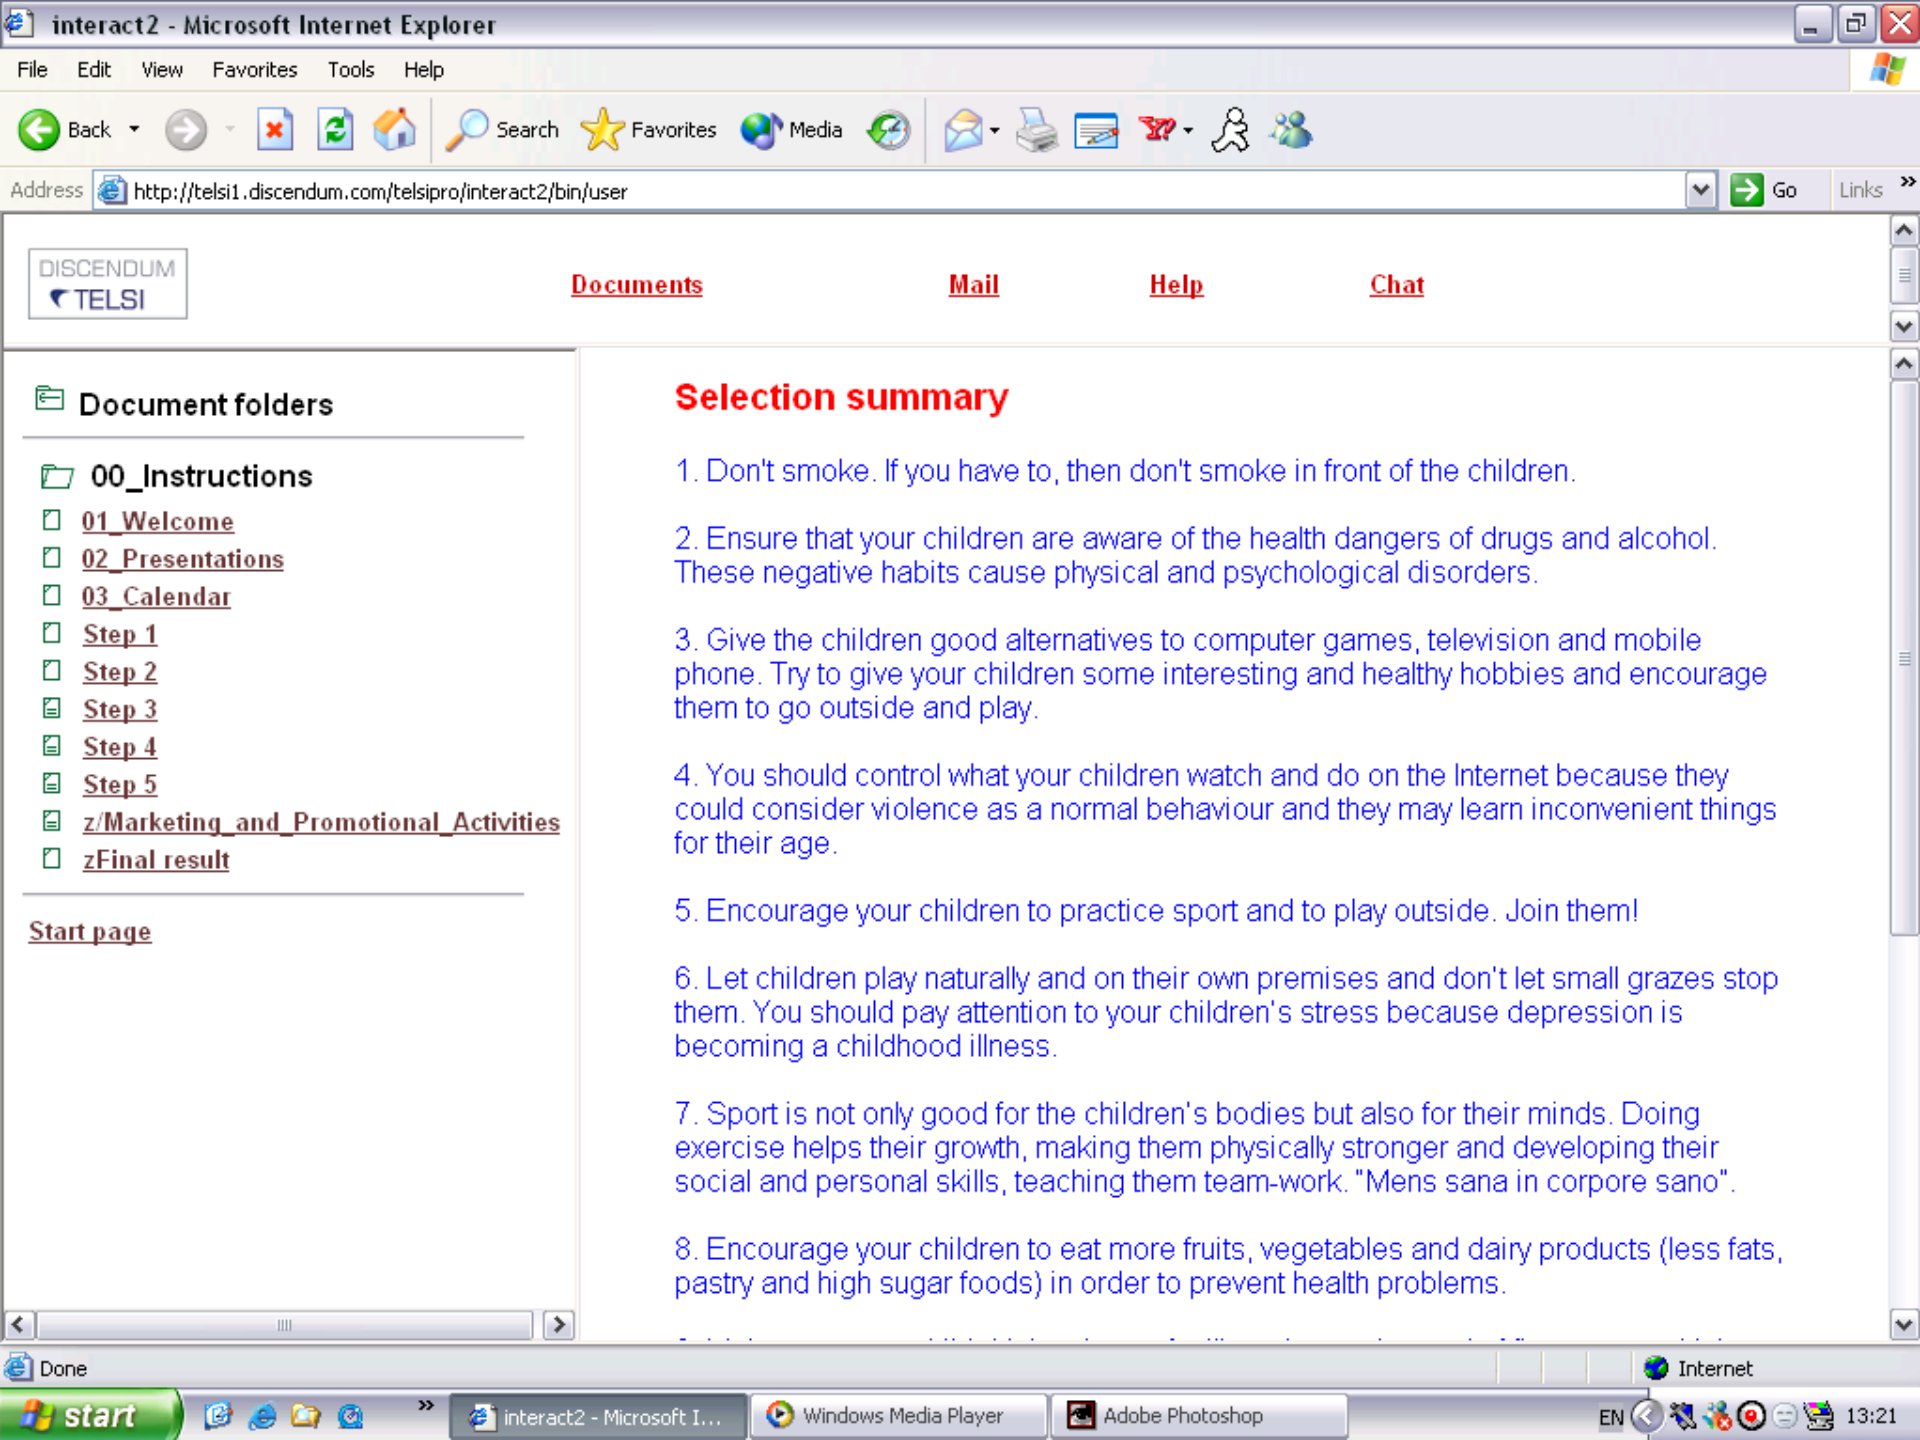 interact2 - Microsoft Internet Explorer
File Edit View Favorites Tools Help
Back Search Favorites Media
Address http://telsi1.discendum.com/telsipro/interact2/bin/user Go Links »
DISCENDUM
TELSI
Documents Mail Help Chat
Document folders
00_Instructions
01_Welcome
02_Presentations
03_Calendar
Step 1
Step 2
Step 3
Step 4
Step 5
z/Marketing_and_Promotional_Activities
zFinal result
Start page
Selection summary
1. Don't smoke. If you have to, then don't smoke in front of the children.
2. Ensure that your children are aware of the health dangers of drugs and alcohol.
These negative habits cause physical and psychological disorders.
3. Give the children good alternatives to computer games, television and mobile
phone. Try to give your children some interesting and healthy hobbies and encourage
them to go outside and play.
4. You should control what your children watch and do on the Internet because they
could consider violence as a normal behaviour and they may learn inconvenient things
for their age.
5. Encourage your children to practice sport and to play outside. Join them!
6. Let children play naturally and on their own premises and don't let small grazes stop
them. You should pay attention to your children's stress because depression is
becoming a childhood illness.
7. Sport is not only good for the children's bodies but also for their minds. Doing
exercise helps their growth, making them physically stronger and developing their
social and personal skills, teaching them team-work. "Mens sana in corpore sano".
8. Encourage your children to eat more fruits, vegetables and dairy products (less fats,
pastry and high sugar foods) in order to prevent health problems.
Done Internet
start » interact2 - Microsoft I... Windows Media Player Adobe Photoshop EN 13:21